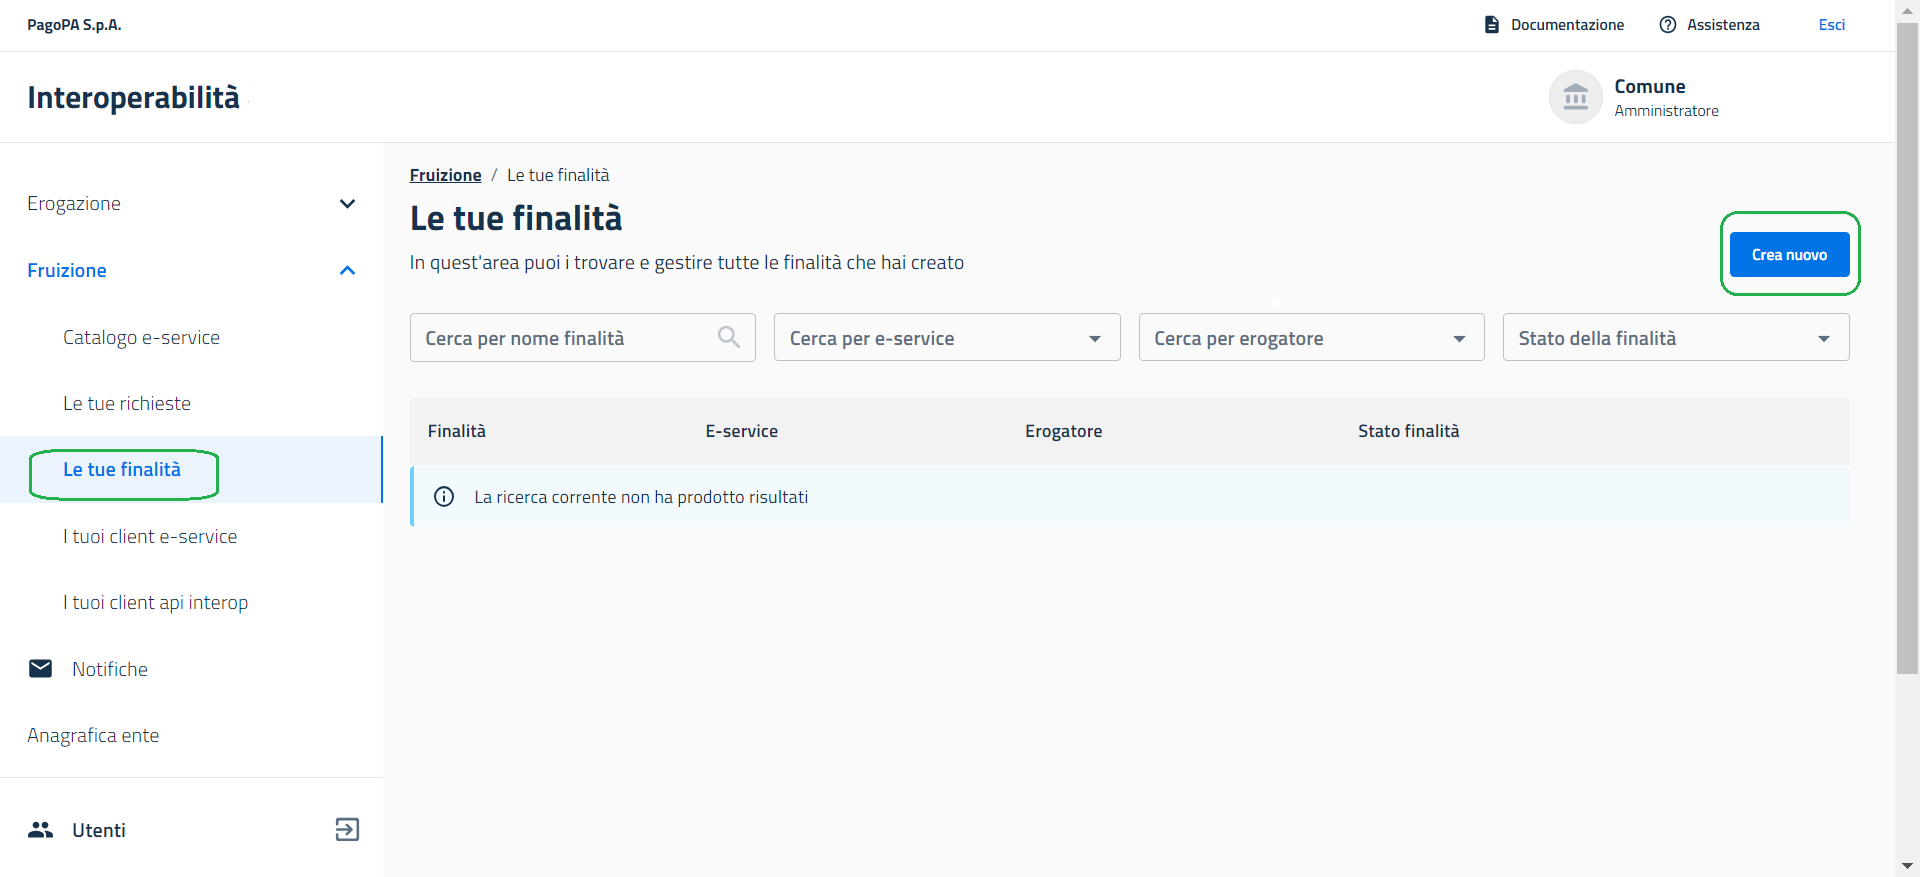 PagoPA S.p.A.
Documentazione
Assistenza
Esci
Interoperabilità
Comune
Amministratore
Erogazione
Fruizione
Catalogo e-service
Le tue richieste
Le tue finalità
I tuoi client e-service
I tuoi client api interop
Notifiche
Anagrafica ente
Utenti
Fruizione / Le tue finalità
Le tue finalità
In quest'area puoi i trovare e gestire tutte le finalità che hai creato
Crea nuovo
Cerca per nome finalità
Cerca per e-service
Cerca per erogatore
Stato della finalità
Finalità E-service Erogatore Stato finalità
La ricerca corrente non ha prodotto risultati